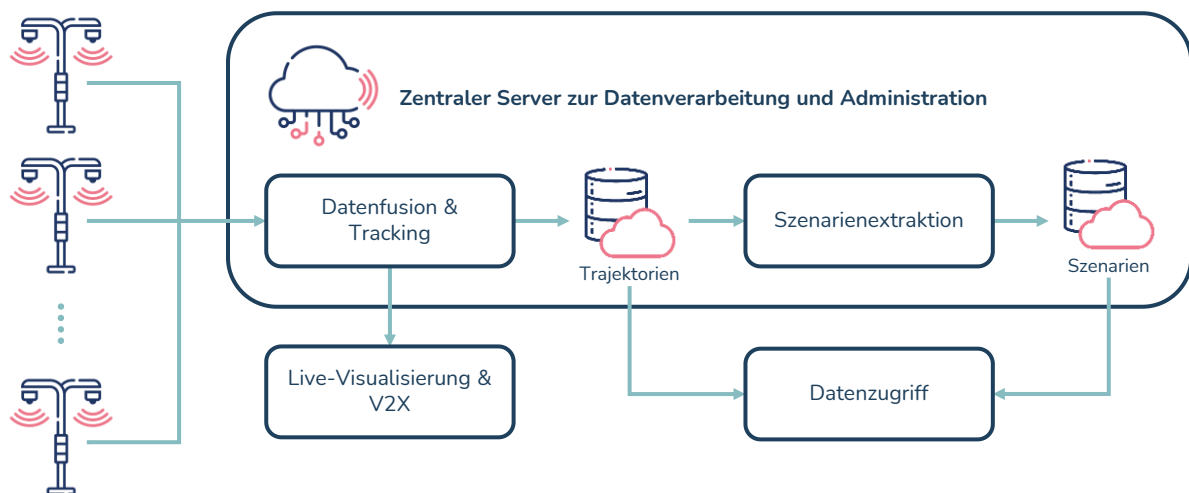 Zentraler Server zur Datenverarbeitung und Administration
Datenfusion &
Tracking
Trajektorien
Szenarienextraktion
Szenarien
Live-Visualisierung &
V2X
Datenzugriff